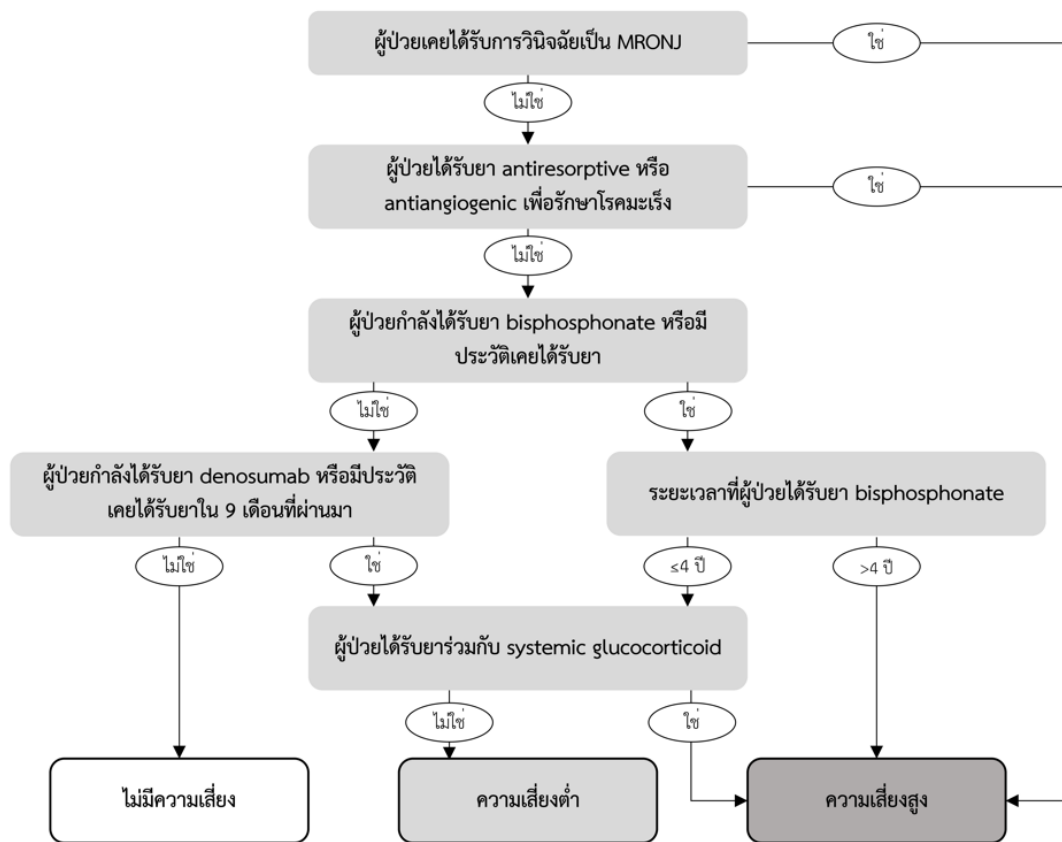 ผู้ป่วยเคยได้รับการวินิจฉัยเป็น MRONJ
ใช่
ไม่ใช่
ผู้ป่วยได้รับยา antiresorptive หรือ
antiangiogenic เพื่อรักษาโรคมะเร็ง
ใช่
ไม่ใช่
ผู้ป่วยกำลังได้รับยา bisphosphonate หรือมี
ประวัติเคยได้รับยา
ไม่ใช่
ใช่
ผู้ป่วยกำลังได้รับยา denosumab หรือมีประวัติ
เคยได้รับยาใน 9 เดือนที่ผ่านมา
ระยะเวลาที่ผู้ป่วยได้รับยา bisphosphonate
ไม่ใช่
ใช่
≤4 ปี
>4 ปี
ผู้ป่วยได้รับยาร่วมกับ systemic glucocorticoid
ไม่ใช่
ใช่
ไม่มีความเสี่ยง
ความเสี่ยงต่ำ
ความเสี่ยงสูง